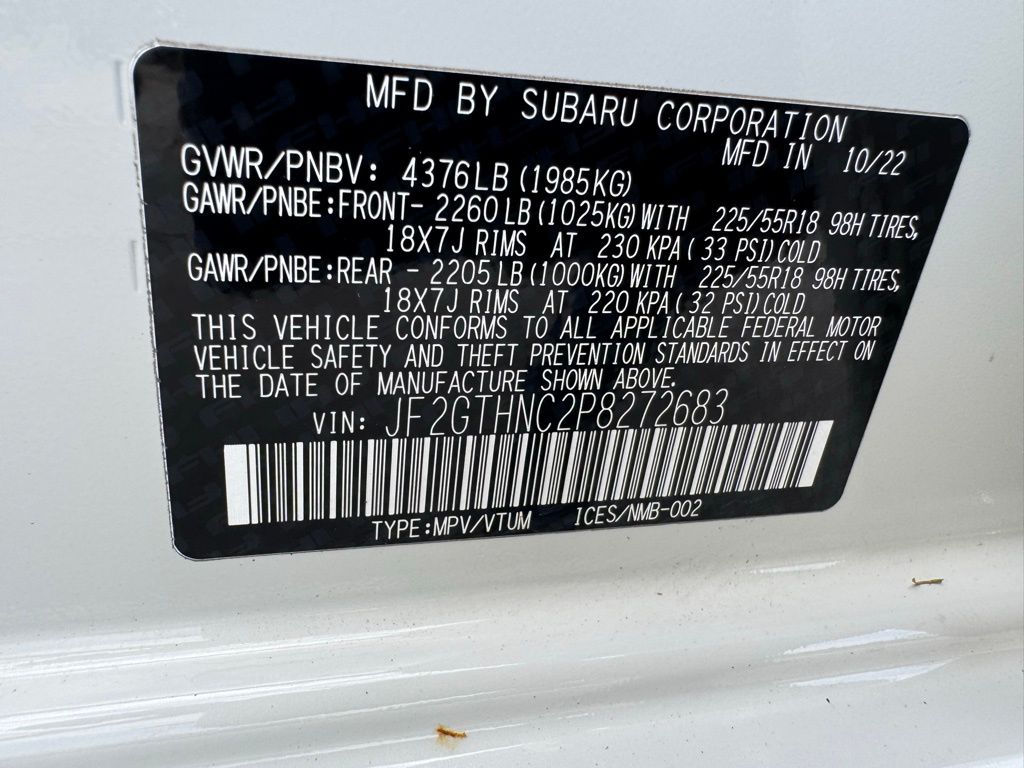 MFD BY SUBARU CORPORATION
MFD IN 10/22
GVWR/PNBV: 4376LB (1985KG)
GAWR/PNBE:FRONT- 2260 LB (1025KG) WITH 225/55R18 98H TIRES,
18X7J RIMS AT 230 KPA ( 33 PSI) COLD
GAWR/PNBE:REAR - 2205 LB (1000KG) WITH 225/55R18 98H TIRES,
18X7J RIMS AT 220 KPA ( 32 PSI) COLD
THIS VEHICLE CONFORMS TO ALL APPLICABLE FEDERAL MOTOR
VEHICLE SAFETY AND THEFT PREVENTION STANDARDS IN EFFECT ON
THE DATE OF MANUFACTURE SHOWN ABOVE.
VIN: JF2GTHNC2P8272683
TYPE:MPV/VTUM ICES/NMB-002